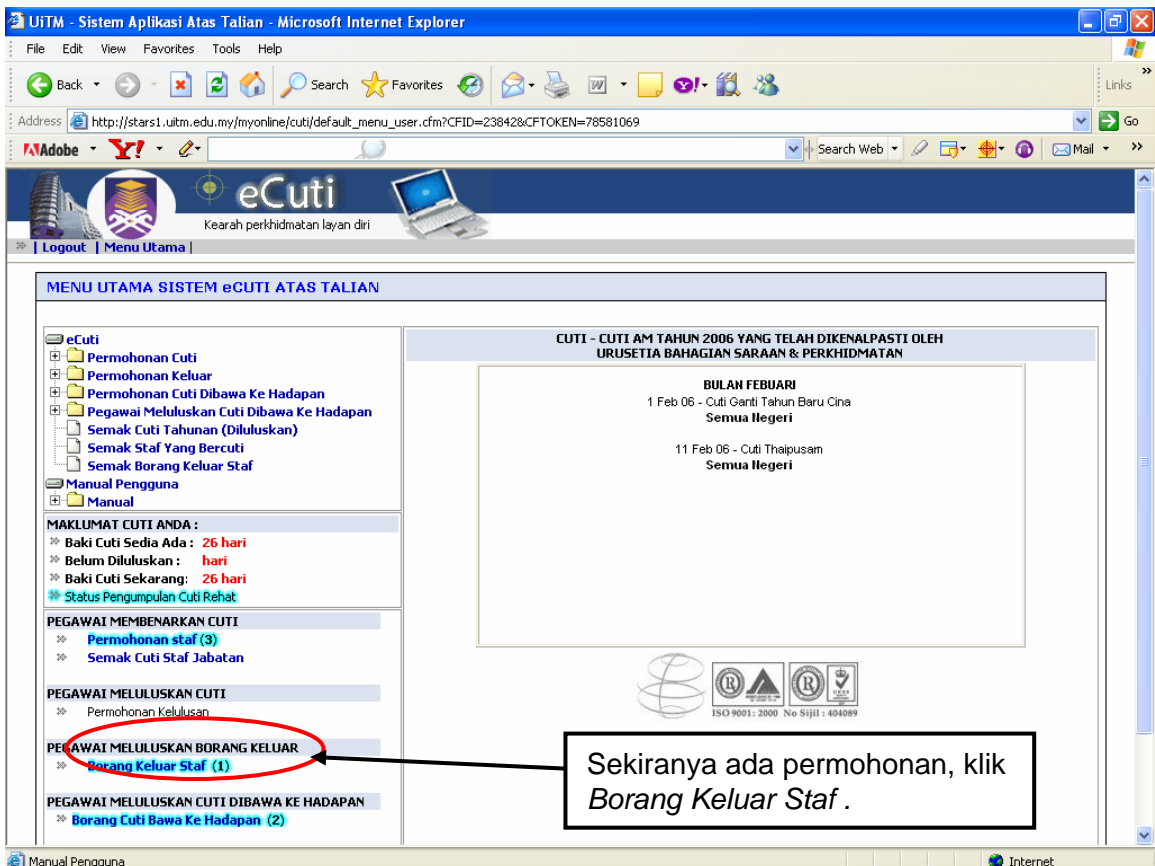 UiTM - Sistem Aplikasi Atas Talian - Microsoft Internet Explorer
File Edit View Favorites Tools Help
Back Search Favorites Links
Address http://stars1.uitm.edu.my/myonline/cuti/default_menu_user.cfm?CFID=23842&CFTOKEN=78581069 Go
Adobe Y! Search Web Mail
eCuti
Kearah perkhidmatan layan diri
| Logout | Menu Utama |
MENU UTAMA SISTEM eCUTI ATAS TALIAN
eCuti
Permohonan Cuti
Permohonan Keluar
Permohonan Cuti Dibawa Ke Hadapan
Pegawai Meluluskan Cuti Dibawa Ke Hadapan
Semak Cuti Tahunan (Diluluskan)
Semak Staf Yang Bercuti
Semak Borang Keluar Staf
Manual Pengguna
Manual
MAKLUMAT CUTI ANDA :
Baki Cuti Sedia Ada : 26 hari
Belum Diluluskan : hari
Baki Cuti Sekarang: 26 hari
Status Pengumpulan Cuti Rehat
PEGAWAI MEMBENARKAN CUTI
Permohonan staf (3)
Semak Cuti Staf Jabatan
PEGAWAI MELULUSKAN CUTI
Permohonan Kelulusan
PEGAWAI MELULUSKAN BORANG KELUAR
Borang Keluar Staf (1)
PEGAWAI MELULUSKAN CUTI DIBAWA KE HADAPAN
Borang Cuti Bawa Ke Hadapan (2)
CUTI - CUTI AM TAHUN 2006 YANG TELAH DIKENALPASTI OLEH
URUSETIA BAHAGIAN SARAAN & PERKHIDMATAN
BULAN FEBUARI
1 Feb 06 - Cuti Ganti Tahun Baru Cina
Semua Negeri
11 Feb 06 - Cuti Thaipusam
Semua Negeri
ISO 9001: 2000 No Sijil : 404089
Sekiranya ada permohonan, klik
Borang Keluar Staf .
Manual Pengguna Internet